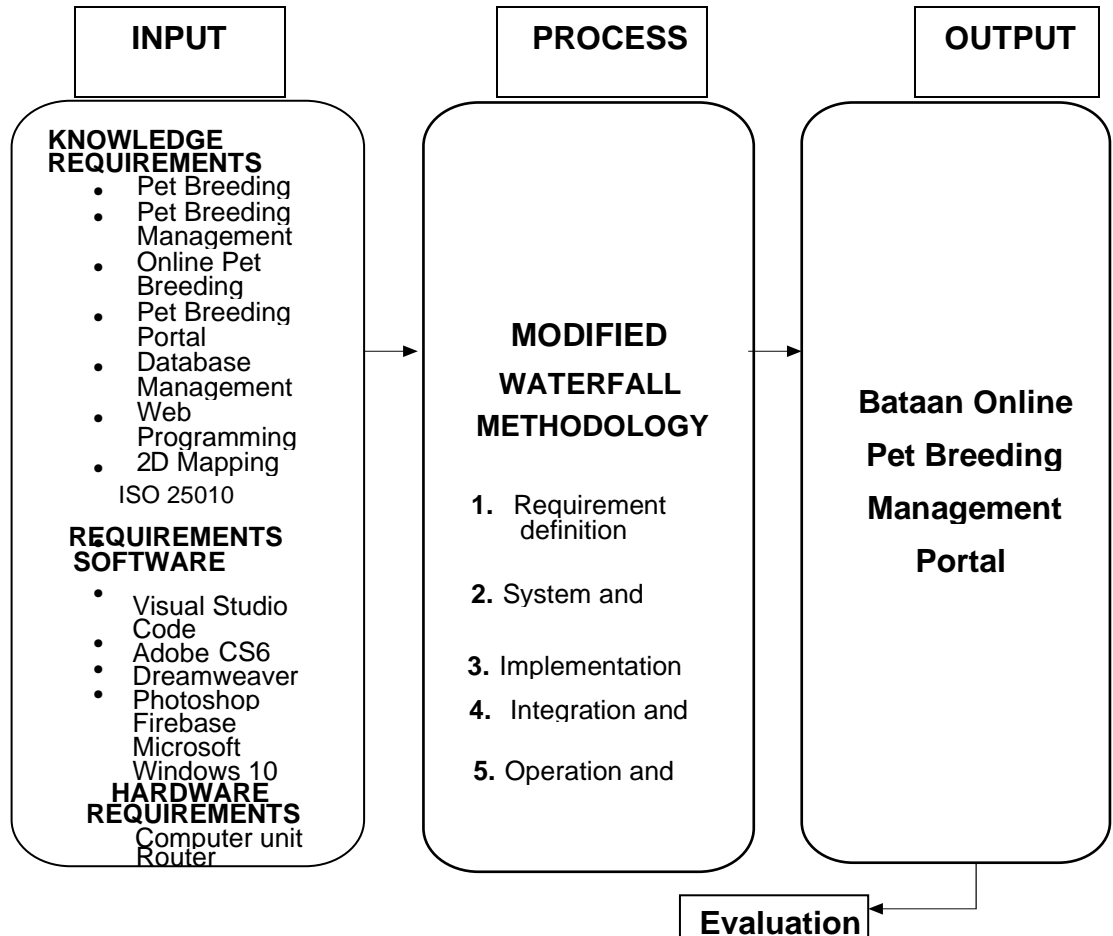 INPUT
KNOWLEDGE
REQUIREMENTS
• Pet Breeding
• Pet Breeding
Management
• Online Pet
Breeding
• Pet Breeding
Portal
• Database
Management
• Web
Programming
• 2D Mapping
ISO 25010
REQUIREMENTS
SOFTWARE
• Visual Studio
Code
• Adobe CS6
• Dreamweaver
• Photoshop
Firebase
Microsoft
Windows 10
HARDWARE
REQUIREMENTS
Computer unit
Router
PROCESS
MODIFIED
WATERFALL
METHODOLOGY
1. Requirement
definition
2. System and
3. Implementation
4. Integration and
5. Operation and
OUTPUT
Bataan Online
Pet Breeding
Management
Portal
Evaluation